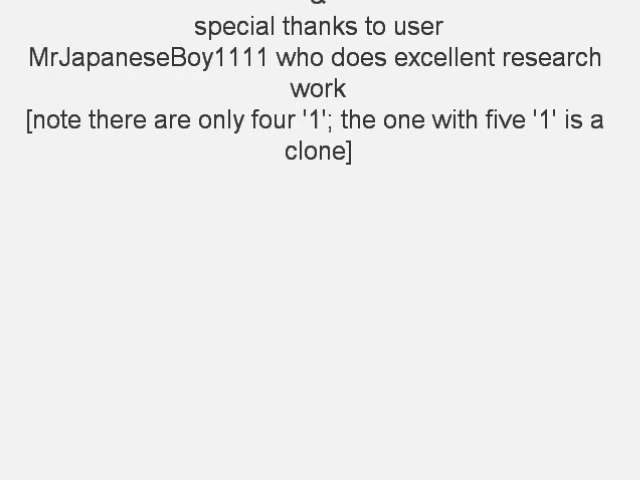 &
special thanks to user
MrJapaneseBoy1111 who does excellent research
work
[note there are only four '1'; the one with five '1' is a
clone]